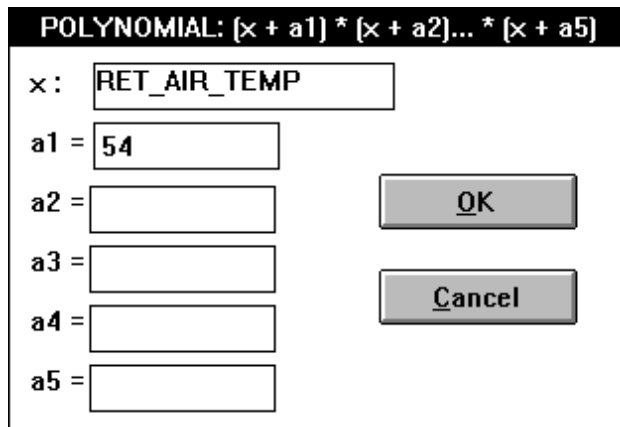 POLYNOMIAL: (x + a1) * (x + a2)... * (x + a5)
x: RET_AIR_TEMP
a1 = 54
a2 =
OK
a3 =
Cancel
a4 =
a5 =